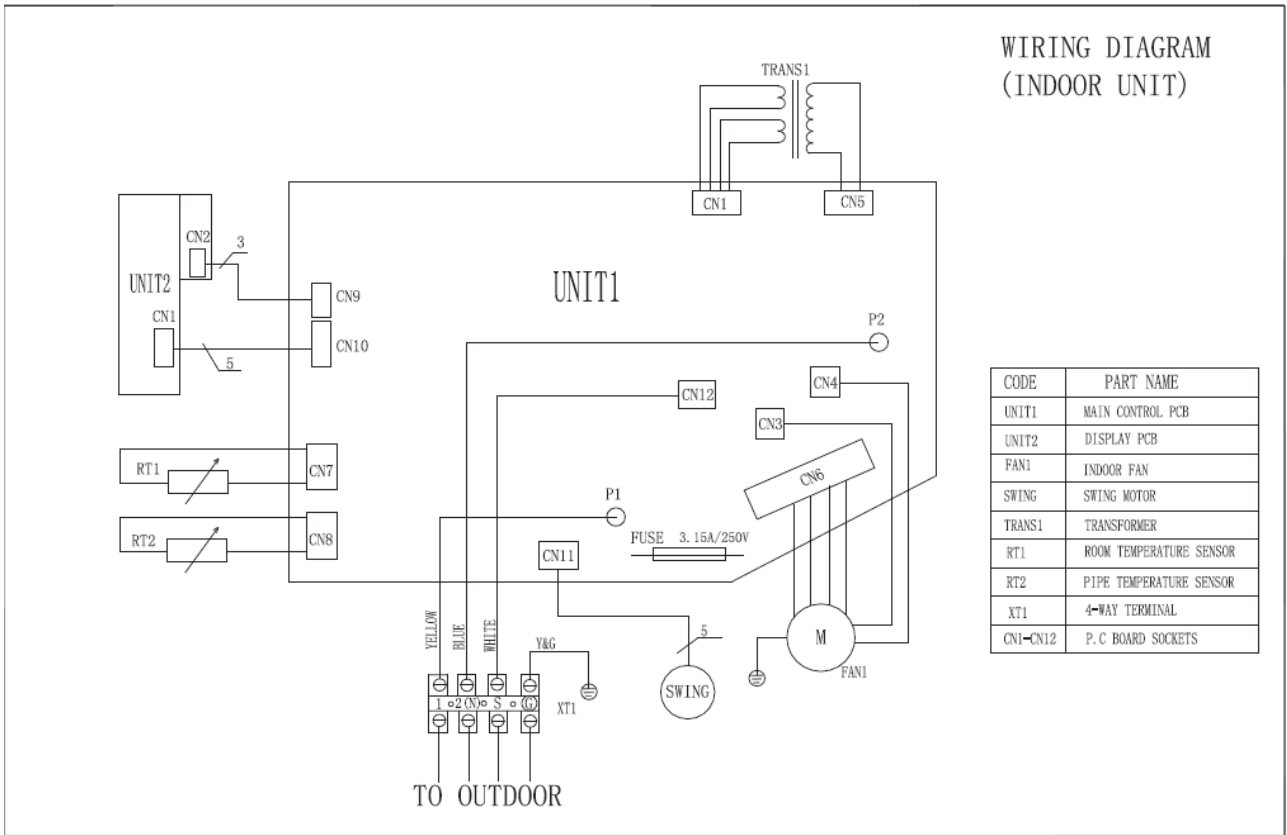 WIRING DIAGRAM
(INDOOR UNIT)
TRANS1
CN1
CN5
CN2
3
UNIT2
CN1
5
CN9
CN10
UNIT1
P2
CN12
CN4
CN3
CN6
RT1
CN7
RT2
CN8
P1
FUSE 3.15A/250V
CN11
YELLOW
BLUE
WHITE
Y&G
5
M
FAN1
SWING
1 2(N) S (G)
XT1
TO OUTDOOR
CODE PART NAME
UNIT1 MAIN CONTROL PCB
UNIT2 DISPLAY PCB
FAN1 INDOOR FAN
SWING SWING MOTOR
TRANS1 TRANSFORMER
RT1 ROOM TEMPERATURE SENSOR
RT2 PIPE TEMPERATURE SENSOR
XT1 4-WAY TERMINAL
CN1-CN12 P.C BOARD SOCKETS